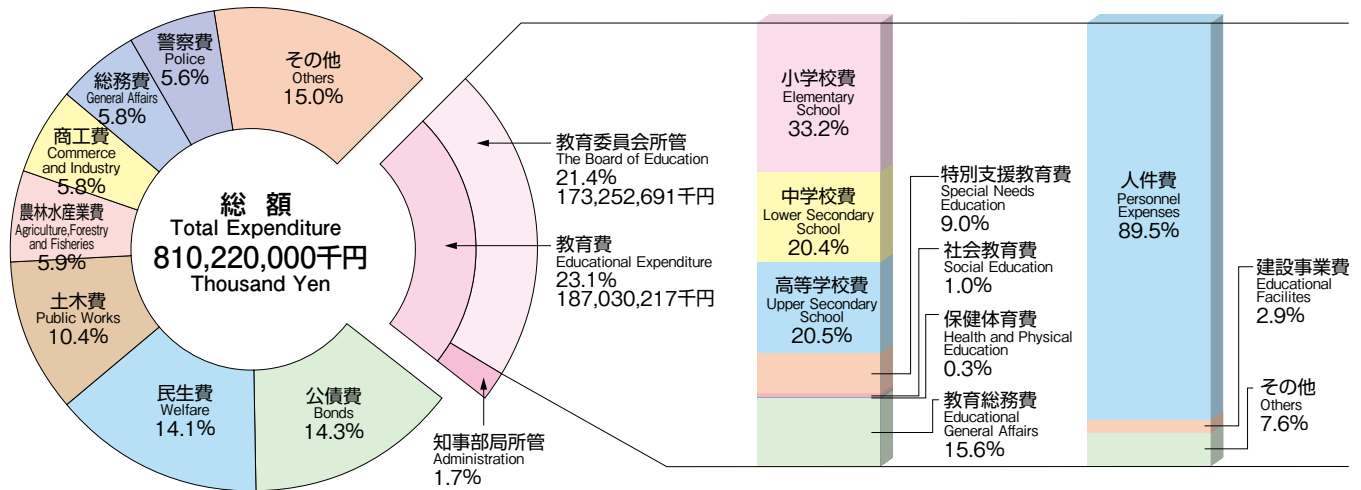 警察費
Police
5.6%
その他
Others
15.0%
総務費
General Affairs
5.8%
商工費
Commerce
and Industry
5.8%
農林水産業費
Agriculture,Forestry
and Fisheries
5.9%
土木費
Public Works
10.4%
民生費
Welfare
14.1%
公債費
Bonds
14.3%
総 額
Total Expenditure
810,220,000千円
Thousand Yen
教育委員会所管
The Board of Education
21.4%
173,252,691千円
教育費
Educational Expenditure
23.1%
187,030,217千円
知事部局所管
Administration
1.7%
小学校費
Elementary
School
33.2%
中学校費
Lower Secondary
School
20.4%
高等学校費
Upper Secondary
School
20.5%
特別支援教育費
Special Needs
Education
9.0%
社会教育費
Social Education
1.0%
保健体育費
Health and Physical
Education
0.3%
教育総務費
Educational
General Affairs
15.6%
人件費
Personnel
Expenses
89.5%
建設事業費
Educational
Facilites
2.9%
その他
Others
7.6%